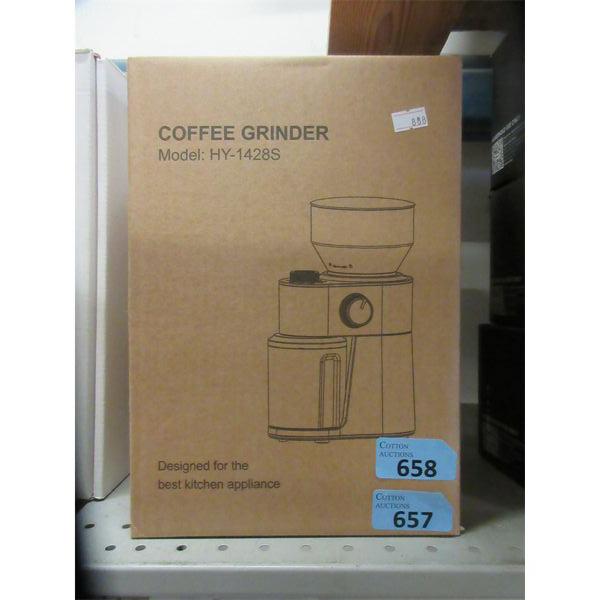 888
COFFEE GRINDER
Model: HY-1428S
Designed for the
best kitchen appliance
COTTON
AUCTIONS
658
COTTON
AUCTIONS
657